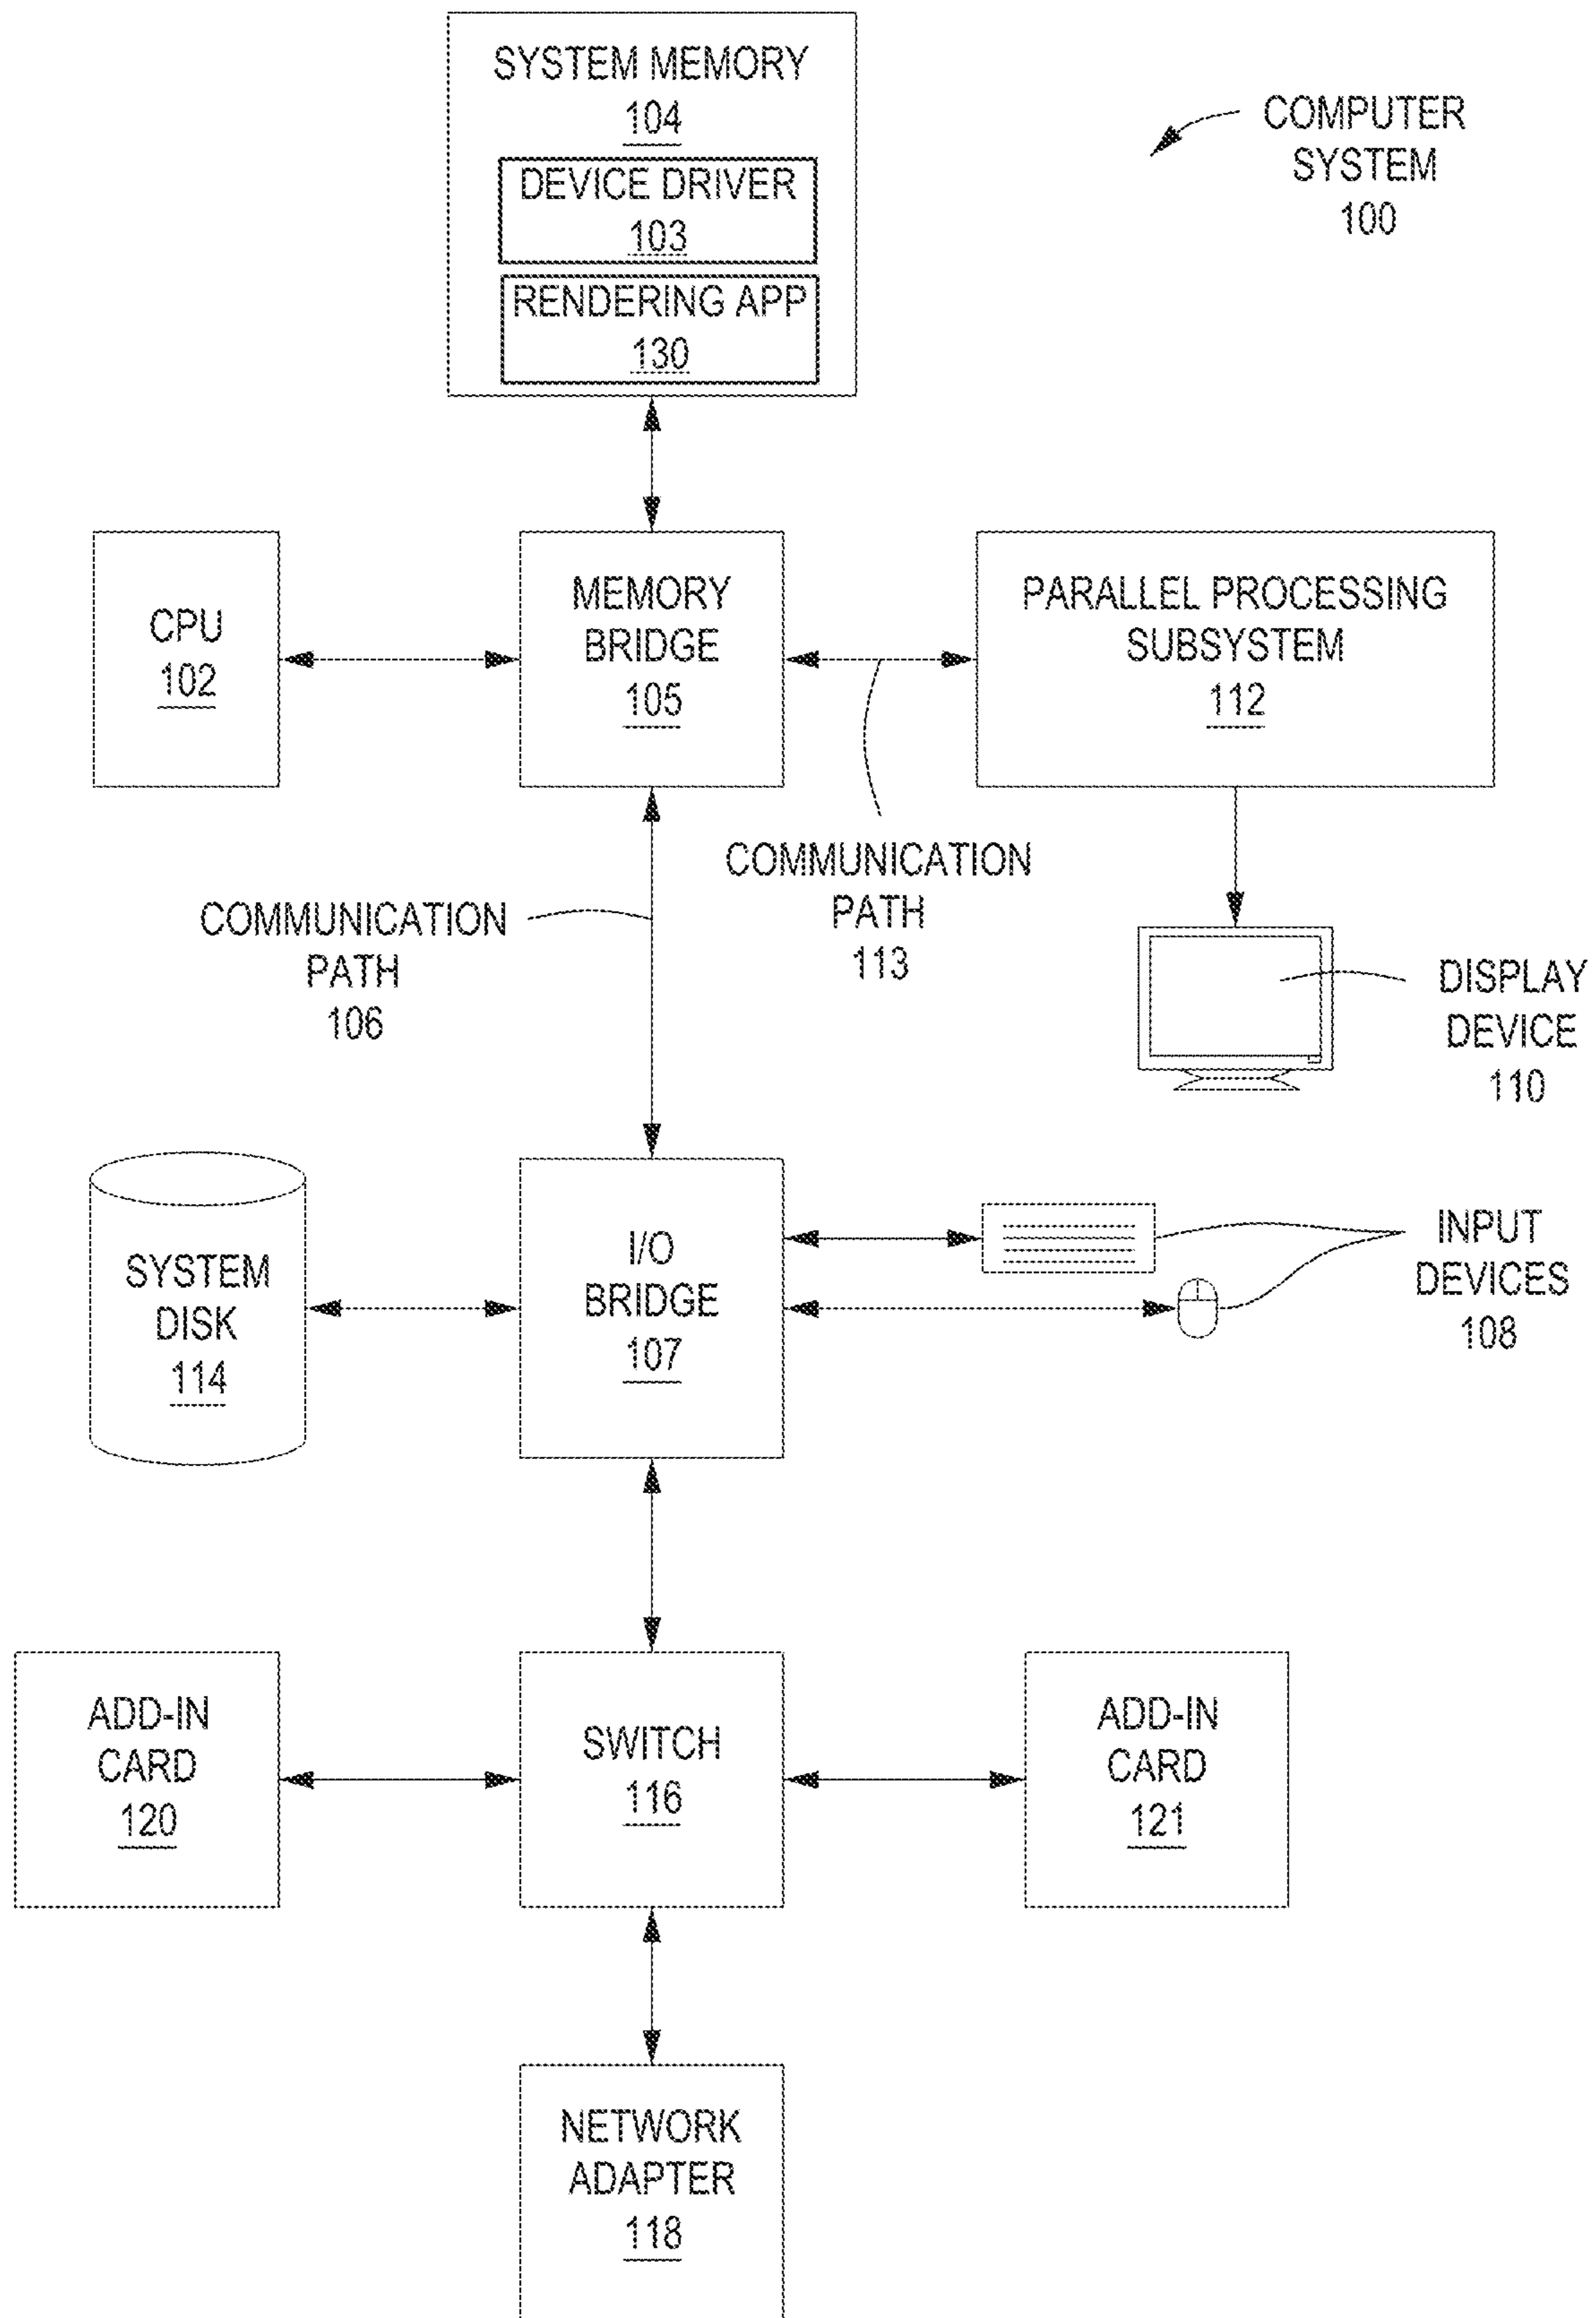 SYSTEM MEMORY
104
DEVICE DRIVER
103
RENDERING APP
130
COMPUTER
SYSTEM
100
CPU
102
MEMORY
BRIDGE
105
PARALLEL PROCESSING
SUBSYSTEM
112
COMMUNICATION
PATH
113
COMMUNICATION
PATH
106
DISPLAY
DEVICE
110
SYSTEM
DISK
114
I/O
BRIDGE
107
INPUT
DEVICES
108
ADD-IN
CARD
120
SWITCH
116
ADD-IN
CARD
121
NETWORK
ADAPTER
118